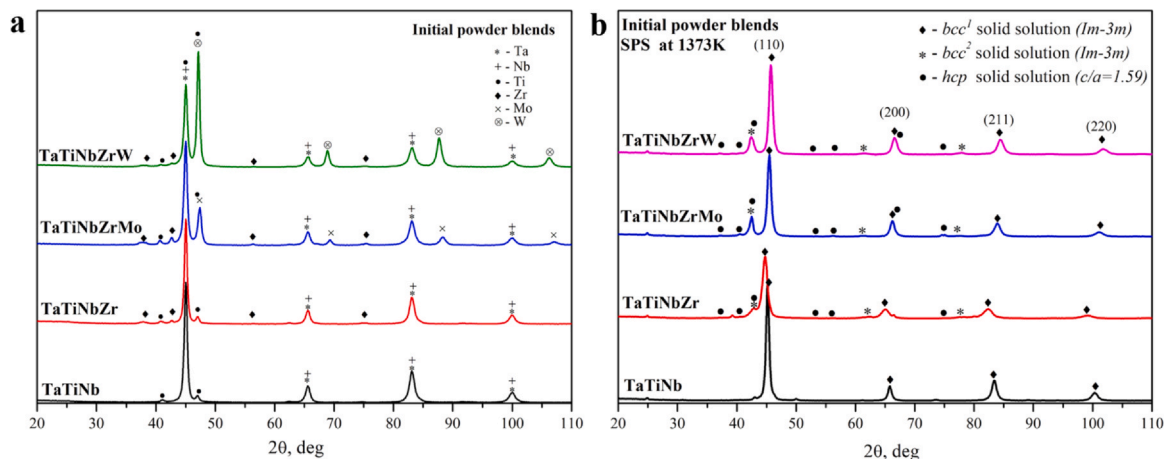 a
Initial powder blends
* - Ta
+ - Nb
• - Ti
♦ - Zr
× - Mo
⊗ - W
TaTiNbZrW
TaTiNbZrMo
TaTiNbZr
TaTiNb
20 30 40 50 60 70 80 90 100 110
2θ, deg
b
Initial powder blends
SPS at 1373K
♦ - bcc¹ solid solution (Im-3m)
* - bcc² solid solution (Im-3m)
• - hcp solid solution (c/a=1.59)
(110)
(200)
(211)
(220)
TaTiNbZrW
TaTiNbZrMo
TaTiNbZr
TaTiNb
20 30 40 50 60 70 80 90 100 110
2θ, deg